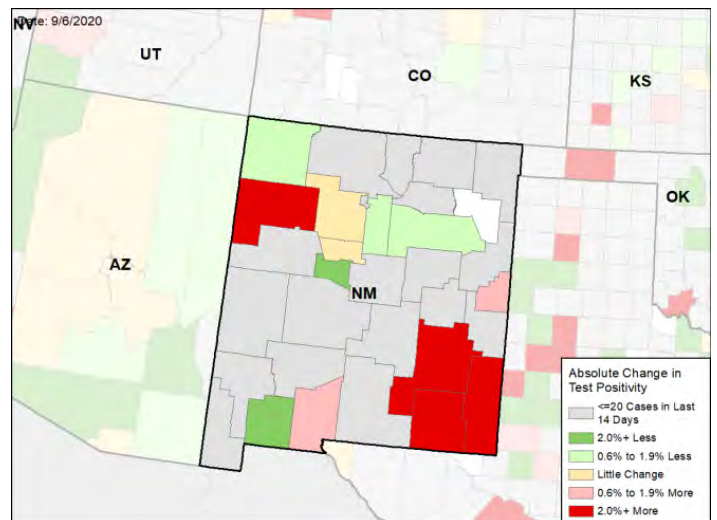 Date: 9/6/2020
NV
UT
CO
KS
OK
AZ
NM
Absolute Change in
Test Positivity
<=20 Cases in Last
14 Days
2.0%+ Less
0.6% to 1.9% Less
Little Change
0.6% to 1.9% More
2.0%+ More